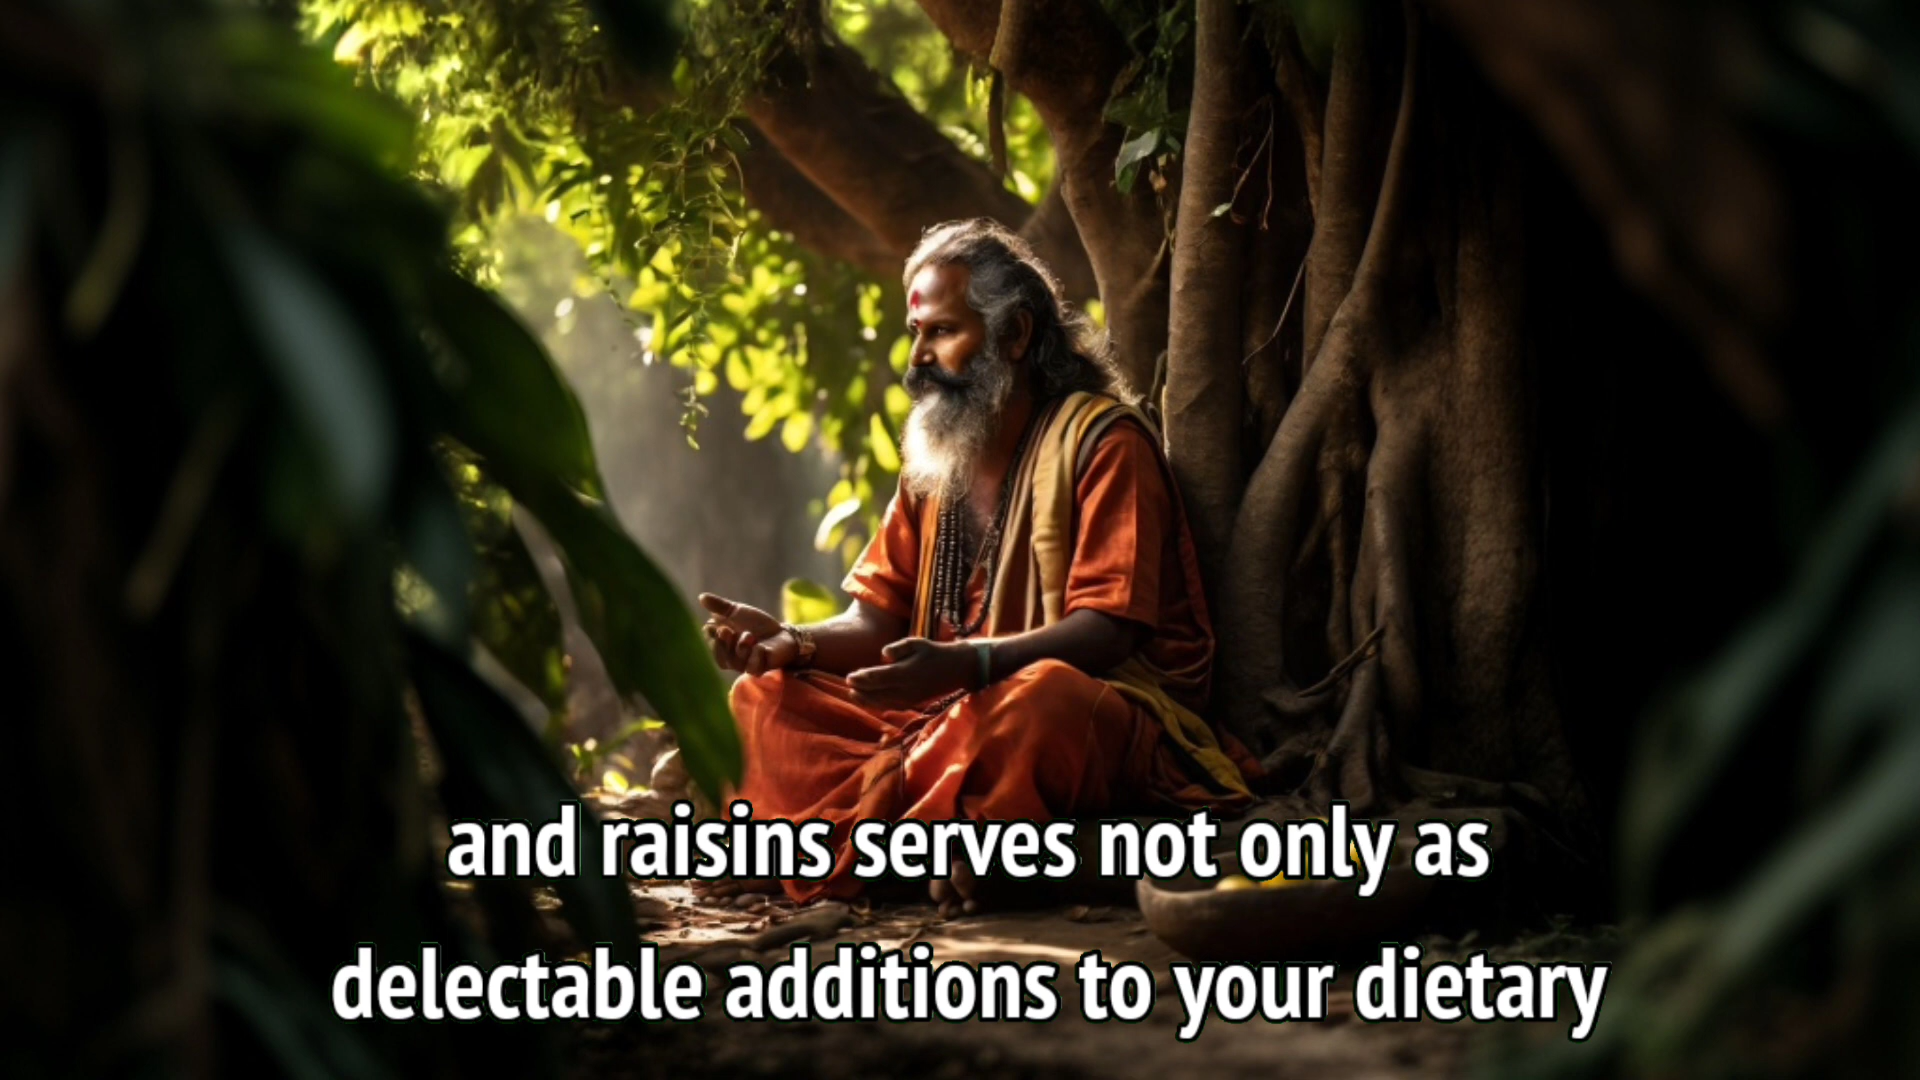 and raisins serves not only as
delectable additions to your dietary